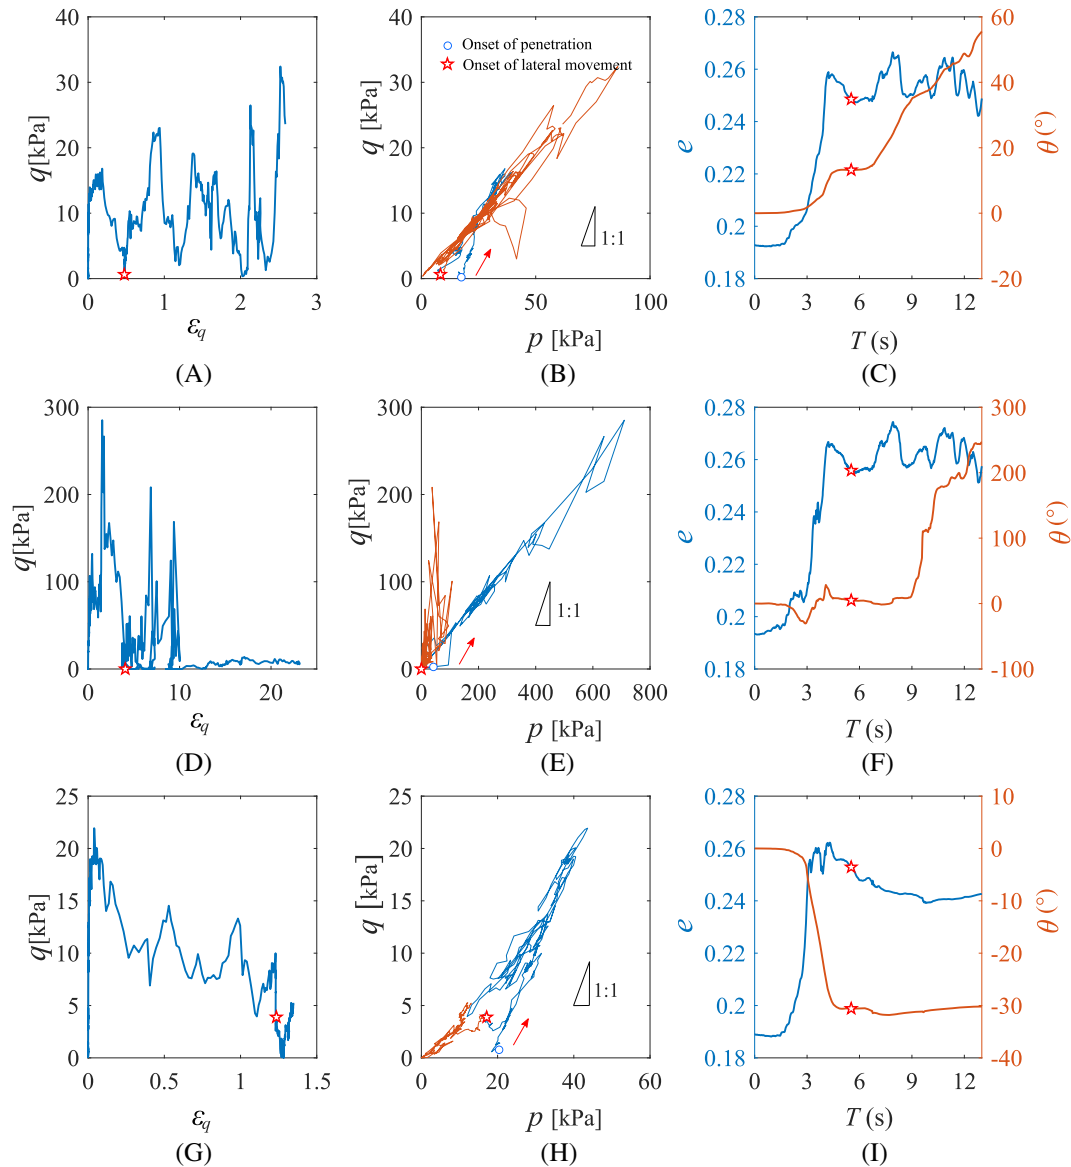 40
30
20
10
0
q[kPa]
0 1 2 3
εq
(A)
40
30
20
10
0
q [kPa]
Onset of penetration
Onset of lateral movement
1:1
0 50 100
p [kPa]
(B)
0.28
0.26
0.24
0.22
0.2
0.18
e
60
40
20
0
-20
θ(°)
0 3 6 9 12
T (s)
(C)
300
200
100
0
q[kPa]
0 10 20
εq
(D)
300
200
100
0
q[kPa]
1:1
0 200 400 600 800
p [kPa]
(E)
0.28
0.26
0.24
0.22
0.2
0.18
e
300
200
100
0
-100
θ(°)
0 3 6 9 12
T (s)
(F)
25
20
15
10
5
0
q[kPa]
0 0.5 1 1.5
εq
(G)
25
20
15
10
5
0
q [kPa]
1:1
0 20 40 60
p [kPa]
(H)
0.28
0.26
0.24
0.22
0.2
0.18
e
10
0
-10
-20
-30
-40
θ(°)
0 3 6 9 12
T (s)
(I)